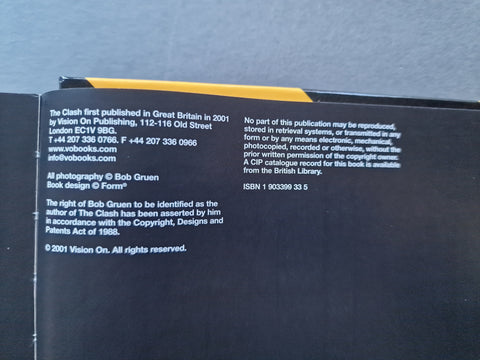 The Clash first published in Great Britain in 2001
by Vision On Publishing, 112-116 Old Street
London EC1V 9BG.
T +44 207 336 0766. F +44 207 336 0966
www.vobooks.com
info@vobooks.com
All photography © Bob Gruen
Book design © Form®
The right of Bob Gruen to be identified as the
author of The Clash has been asserted by him
in accordance with the Copyright, Designs and
Patents Act of 1988.
© 2001 Vision On. All rights reserved.
No part of this publication may be reproduced,
stored in retrieval systems, or transmitted in any
form or by any means electronic, mechanical,
photocopied, recorded or otherwise, without the
prior written permission of the copyright owner.
A CIP catalogue record for this book is available
from the British Library.
ISBN 1 903399 33 5